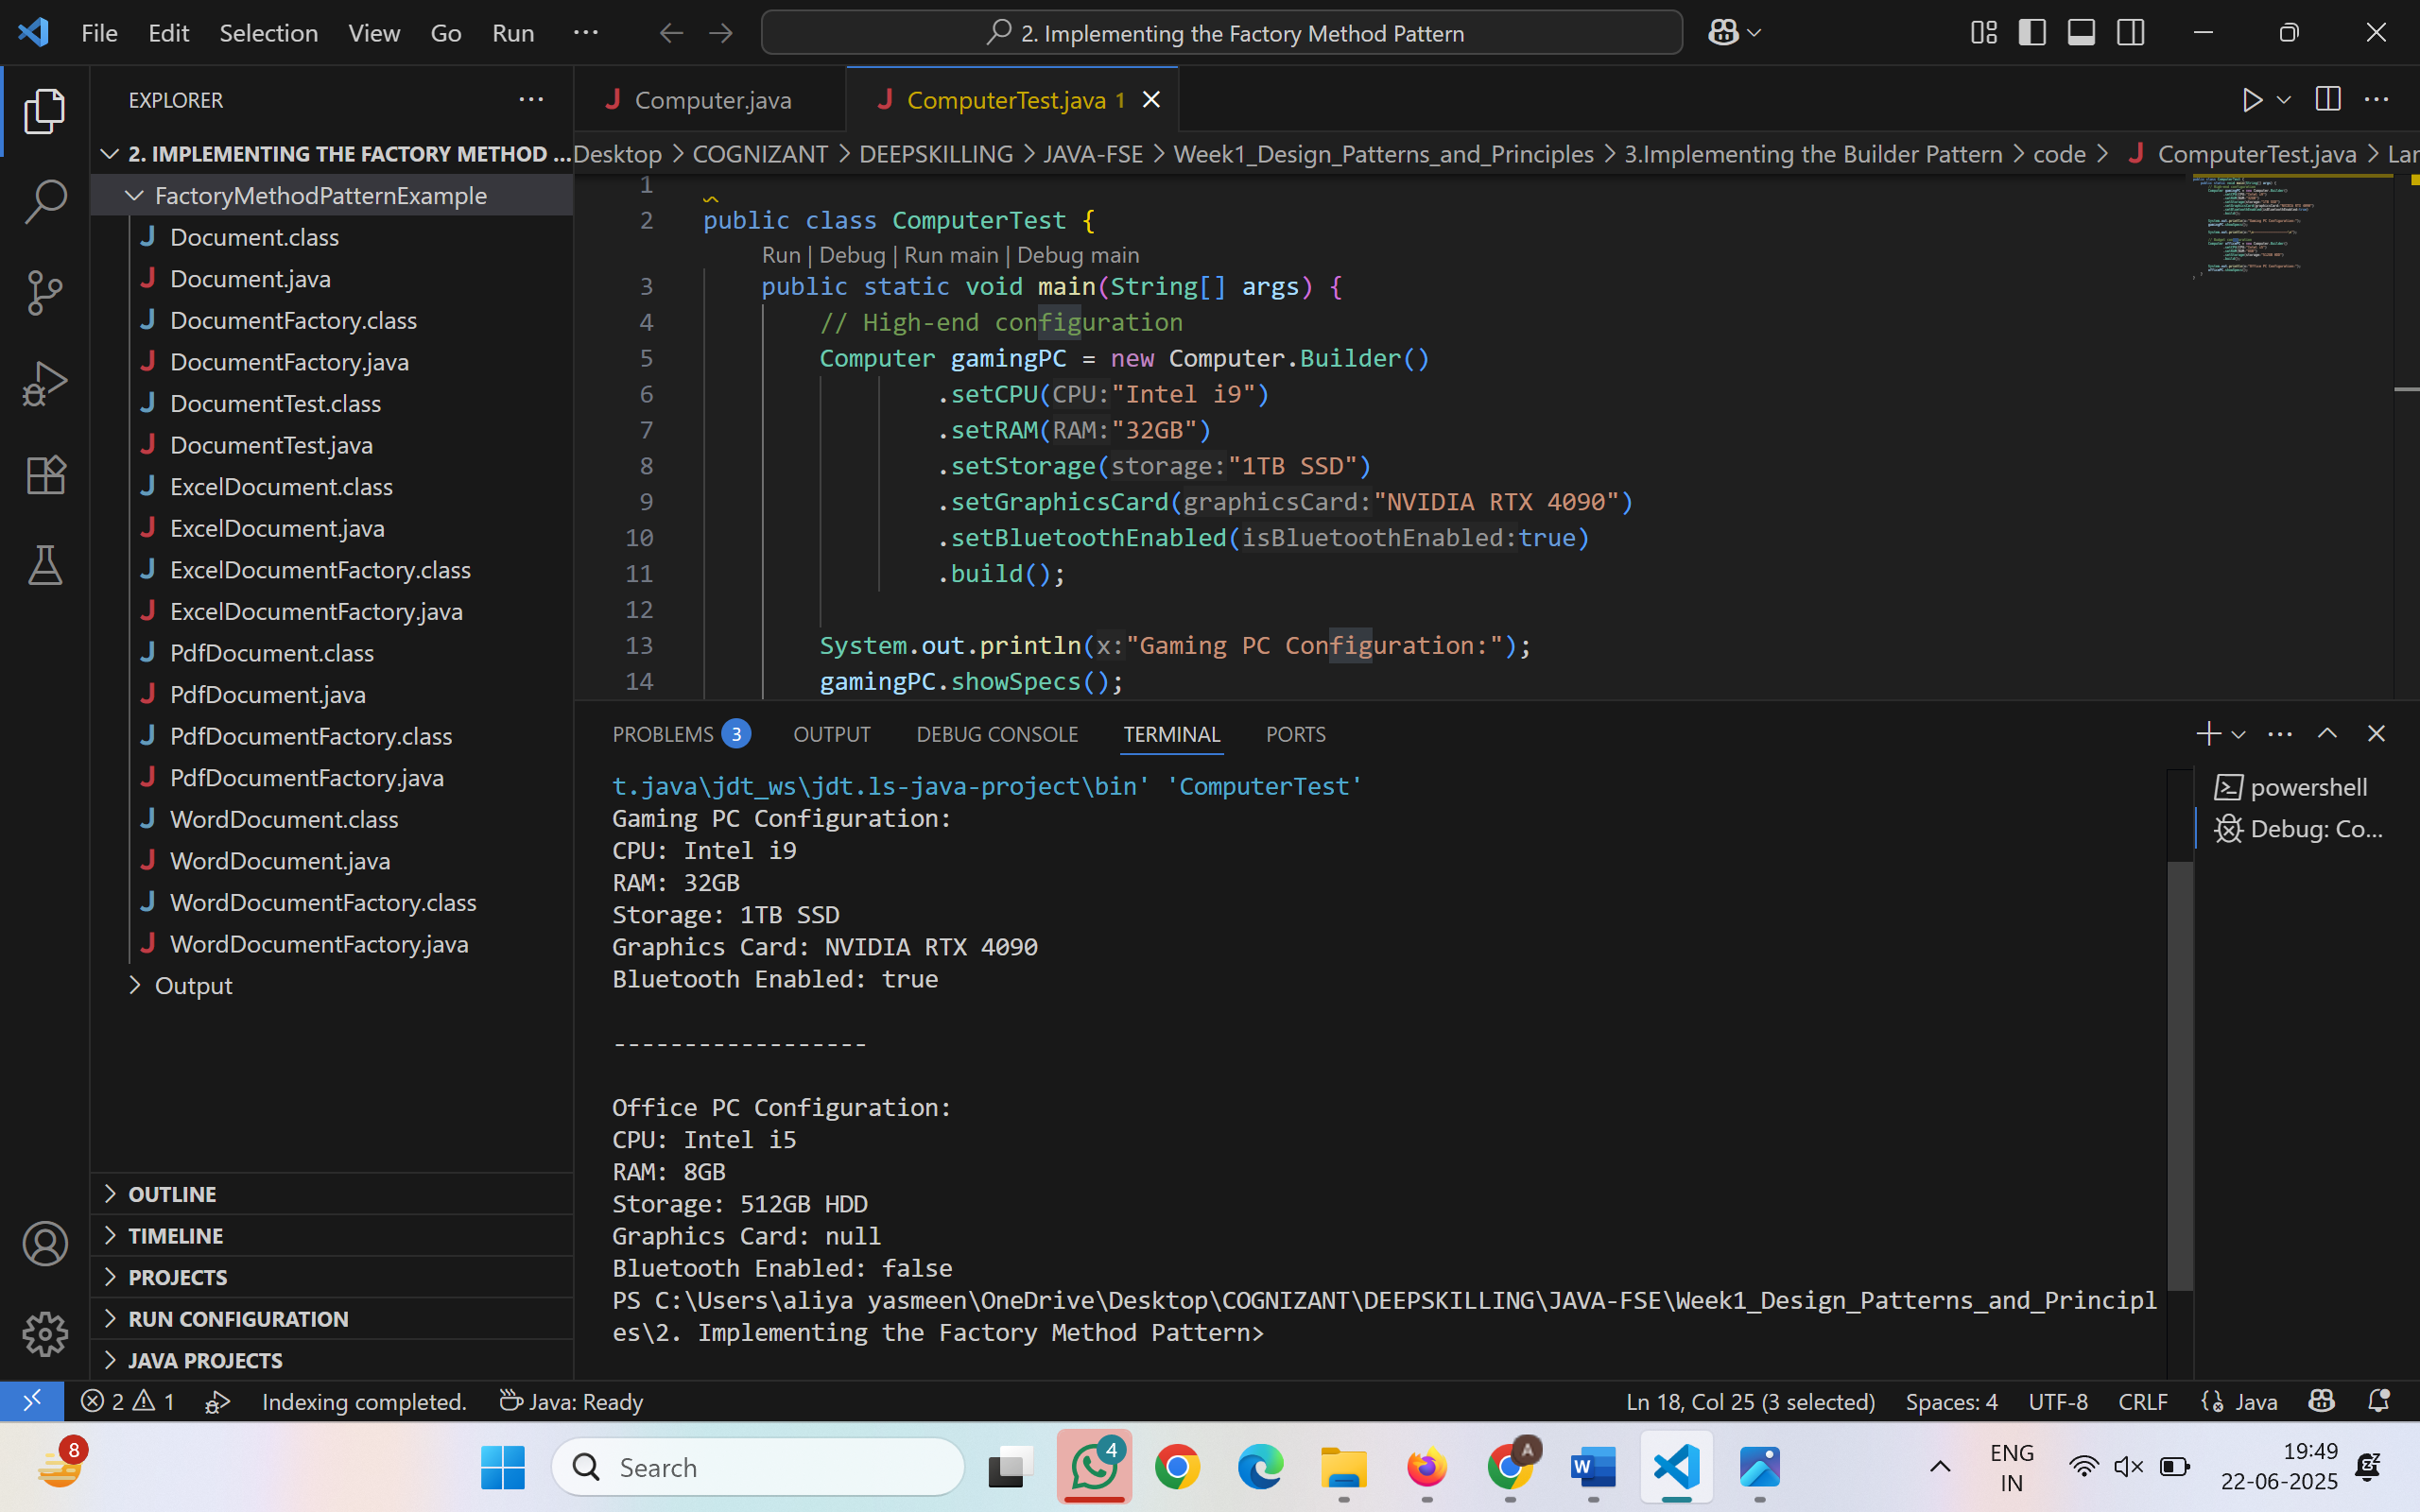 File Edit Selection View Go Run ···
2. Implementing the Factory Method Pattern
EXPLORER
2. IMPLEMENTING THE FACTORY METHOD ...
FactoryMethodPatternExample
Document.class
Document.java
DocumentFactory.class
DocumentFactory.java
DocumentTest.class
DocumentTest.java
ExcelDocument.class
ExcelDocument.java
ExcelDocumentFactory.class
ExcelDocumentFactory.java
PdfDocument.class
PdfDocument.java
PdfDocumentFactory.class
PdfDocumentFactory.java
WordDocument.class
WordDocument.java
WordDocumentFactory.class
WordDocumentFactory.java
Output
OUTLINE
TIMELINE
PROJECTS
RUN CONFIGURATION
JAVA PROJECTS
Computer.java
ComputerTest.java 1
Desktop > COGNIZANT > DEEPSKILLING > JAVA-FSE > Week1_Design_Patterns_and_Principles > 3.Implementing the Builder Pattern > code > ComputerTest.java > Lar
1
2 public class ComputerTest {
Run | Debug | Run main | Debug main
3 public static void main(String[] args) {
4 // High-end configuration
5 Computer gamingPC = new Computer.Builder()
6 .setCPU(CPU:"Intel i9")
7 .setRAM(RAM:"32GB")
8 .setStorage(storage:"1TB SSD")
9 .setGraphicsCard(graphicsCard:"NVIDIA RTX 4090")
10 .setBluetoothEnabled(isBluetoothEnabled:true)
11 .build();
12
13 System.out.println(x:"Gaming PC Configuration:");
14 gamingPC.showSpecs();
PROBLEMS 3 OUTPUT DEBUG CONSOLE TERMINAL PORTS
powershell
Debug: Co...
t.java\jdt_ws\jdt.ls-java-project\bin' 'ComputerTest'
Gaming PC Configuration:
CPU: Intel i9
RAM: 32GB
Storage: 1TB SSD
Graphics Card: NVIDIA RTX 4090
Bluetooth Enabled: true
------------------
Office PC Configuration:
CPU: Intel i5
RAM: 8GB
Storage: 512GB HDD
Graphics Card: null
Bluetooth Enabled: false
PS C:\Users\aliya yasmeen\OneDrive\Desktop\COGNIZANT\DEEPSKILLING\JAVA-FSE\Week1_Design_Patterns_and_Principl
es\2. Implementing the Factory Method Pattern>
2 1 Indexing completed. Java: Ready Ln 18, Col 25 (3 selected) Spaces: 4 UTF-8 CRLF Java
8 Search 4 A W ENG
IN
19:49
22-06-2025